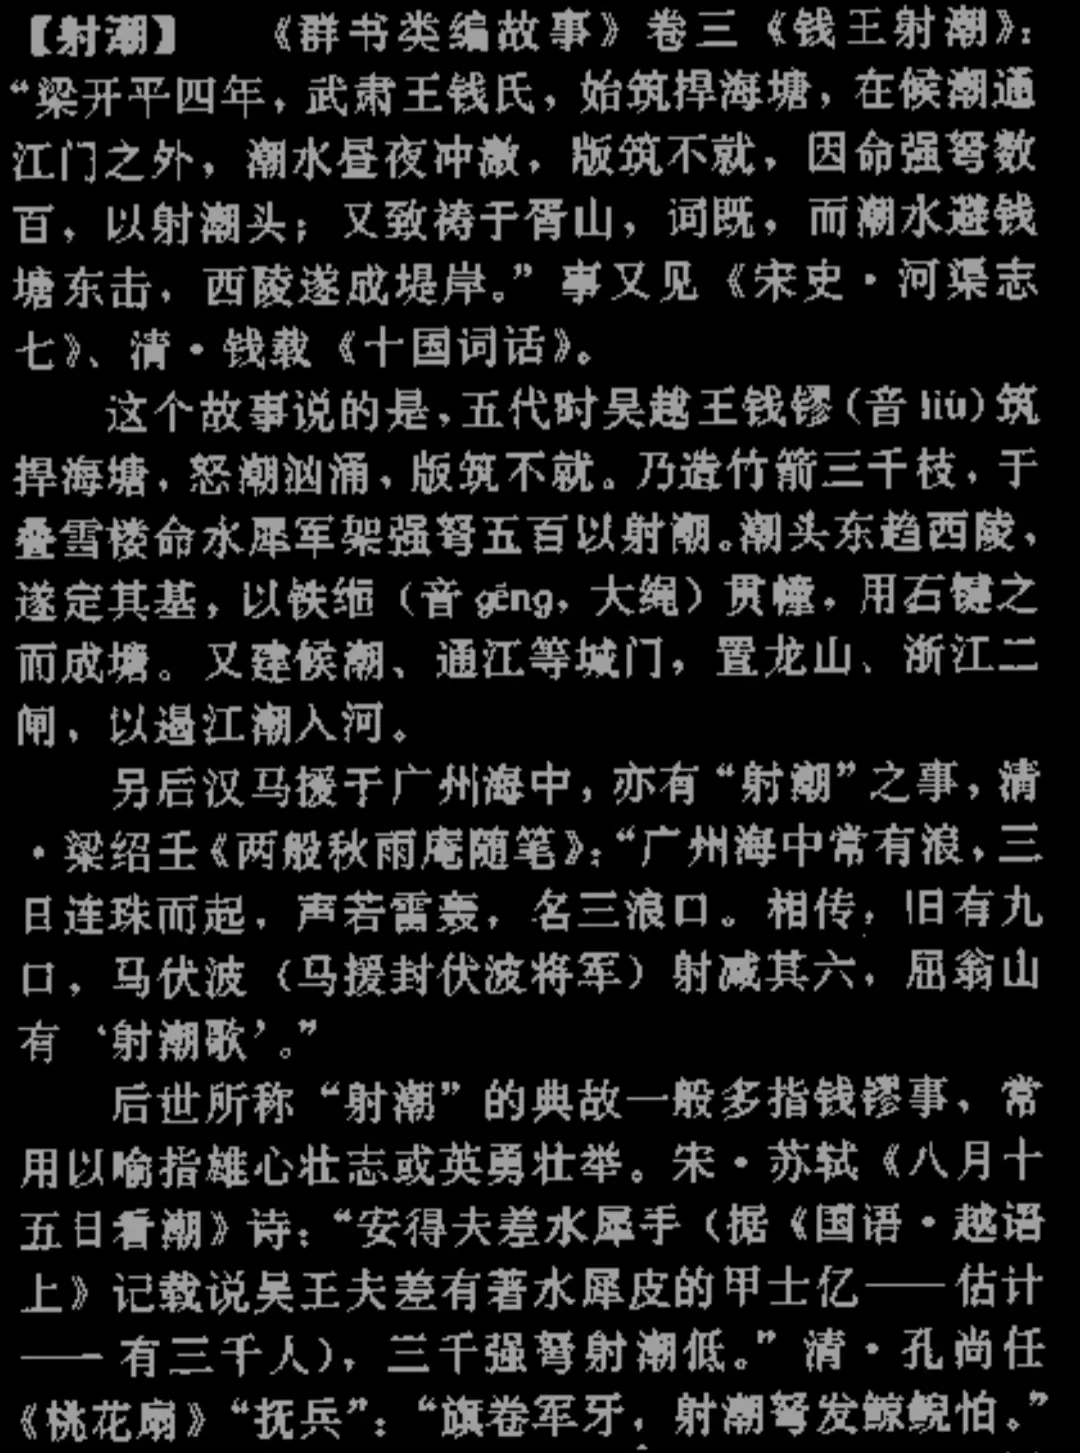 【射潮】 《群书类编故事》卷三《钱王射潮》：
“梁开平四年，武肃王钱氏，始筑捍海塘，在候潮通
江门之外，潮水昼夜冲激，版筑不就，因命强弩数
百，以射潮头；又致祷于胥山，词既，而潮水避钱
塘东击，西陵遂成堤岸。”事又见《宋史·河渠志
七》、清·钱载《十国词话》。
这个故事说的是，五代时吴越王钱镠（音liú）筑
捍海塘，怒潮汹涌，版筑不就。乃造竹箭三千枝，于
叠雪楼命水犀军架强弩五百以射潮。潮头东趋西陵，
遂定其基，以铁絙（音gēng，大绳）贯幢，用石键之
而成塘。又建候潮、通江等城门，置龙山、浙江二
闸，以遏江潮入河。
另后汉马援于广州海中，亦有“射潮”之事，清
·梁绍壬《两般秋雨庵随笔》：“广州海中常有浪，三
日连珠而起，声若雷轰，名三浪口。相传，旧有九
口，马伏波（马援封伏波将军）射减其六，屈翁山
有‘射潮歌’。”
后世所称“射潮”的典故一般多指钱镠事，常
用以喻指雄心壮志或英勇壮举。宋·苏轼《八月十
五日看潮》诗：“安得夫差水犀手（据《国语·越语
上》记载说吴王夫差有著水犀皮的甲士亿——估计
——有三千人），三千强弩射潮低。”清·孔尚任
《桃花扇》“抚兵”：“旗卷军牙，射潮弩发鲸鲵怕。”